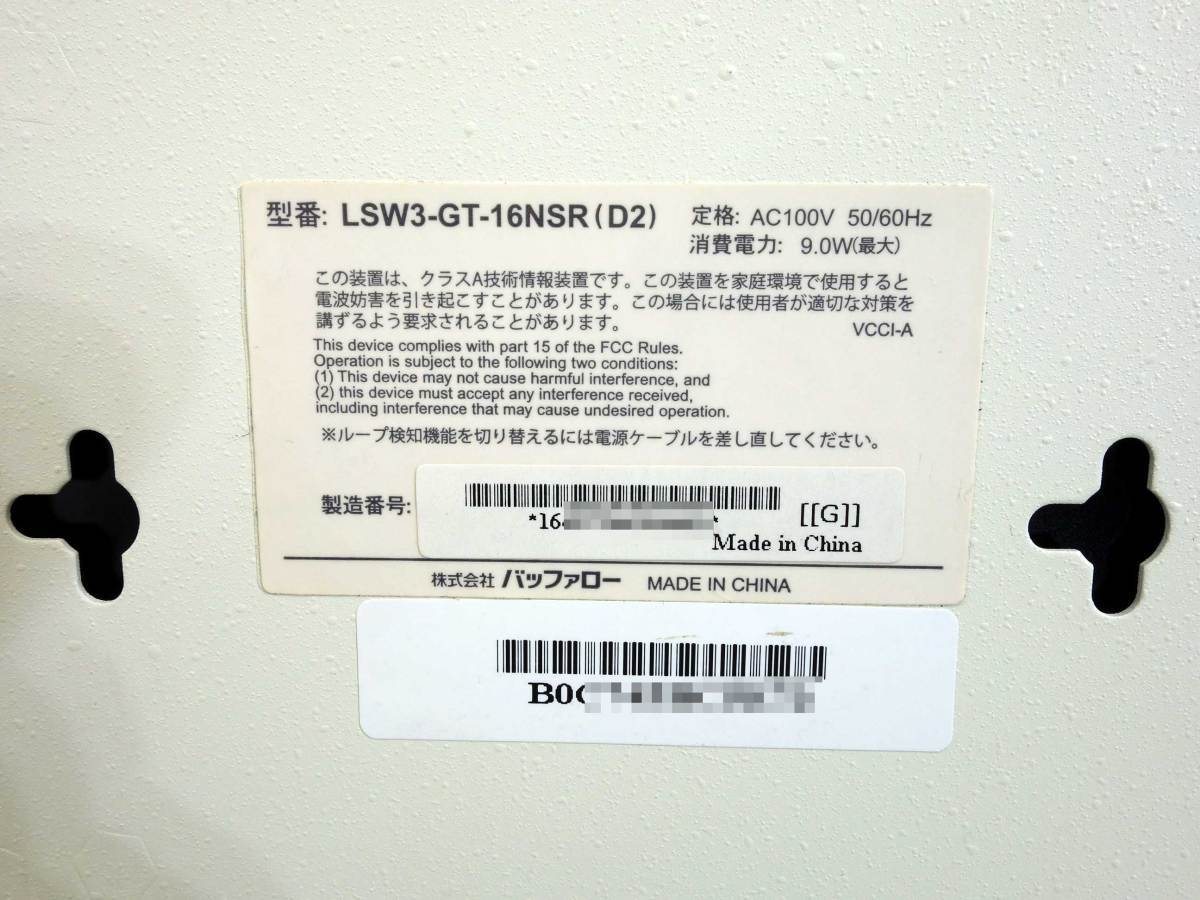 型番: LSW3-GT-16NSR(D2) 定格: AC100V 50/60Hz
消費電力: 9.0W(最大)
この装置は、クラスA技術情報装置です。この装置を家庭環境で使用すると
電波妨害を引き起こすことがあります。この場合には使用者が適切な対策を
講ずるよう要求されることがあります。 VCCI-A
This device complies with part 15 of the FCC Rules.
Operation is subject to the following two conditions:
(1) This device may not cause harmful interference, and
(2) this device must accept any interference received,
including interference that may cause undesired operation.
※ループ検知機能を切り替えるには電源ケーブルを差し直してください。
製造番号: [[G]]
Made in China
株式会社 バッファロー MADE IN CHINA